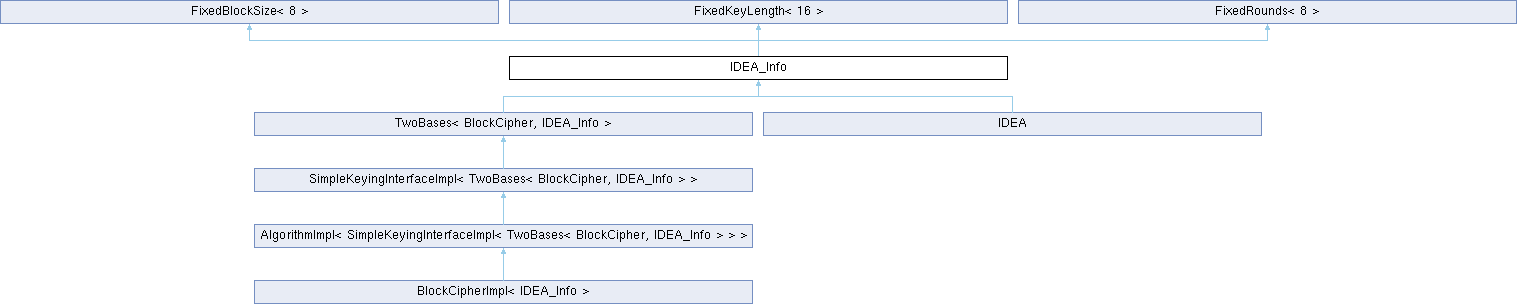 FixedBlockSize< 8 >
FixedKeyLength< 16 >
FixedRounds< 8 >
IDEA_Info
TwoBases< BlockCipher, IDEA_Info >
IDEA
SimpleKeyingInterfaceImpl< TwoBases< BlockCipher, IDEA_Info > >
AlgorithmImpl< SimpleKeyingInterfaceImpl< TwoBases< BlockCipher, IDEA_Info > > >
BlockCipherImpl< IDEA_Info >